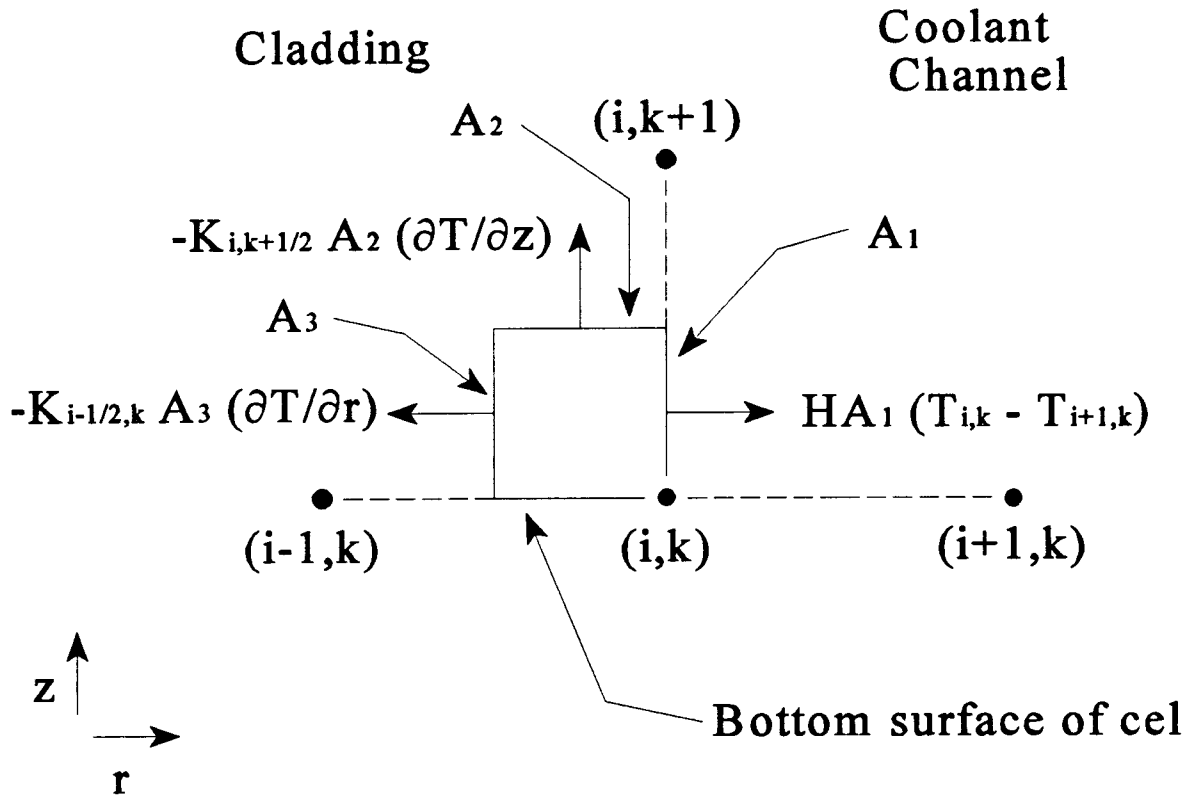 Cladding
Coolant
Channel
A2
(i,k+1)
-Ki,k+1/2 A2 (∂T/∂z)
A1
A3
-Ki-1/2,k A3 (∂T/∂r)
HA1 (Ti,k - Ti+1,k)
(i-1,k)
(i,k)
(i+1,k)
z
r
Bottom surface of cel